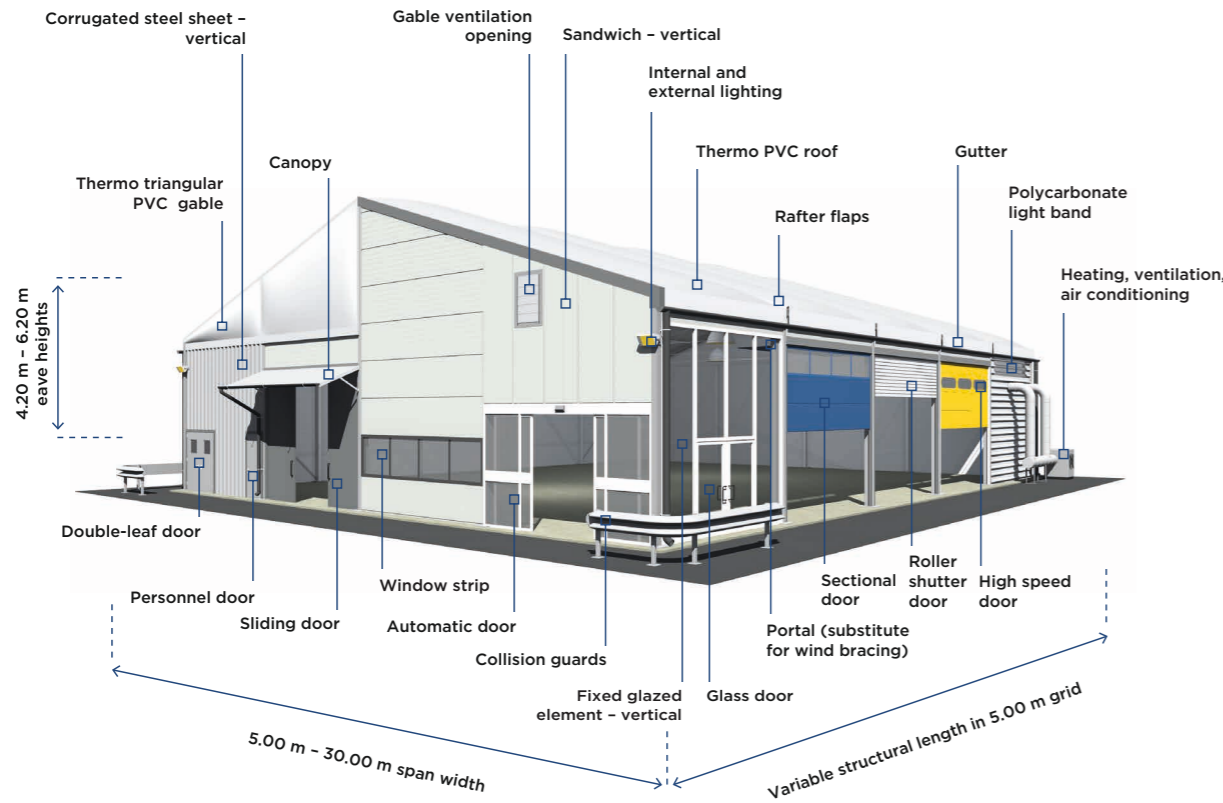 Corrugated steel sheet –
vertical
Gable ventilation
opening
Sandwich – vertical
Internal and
external lighting
Canopy
Thermo PVC roof
Gutter
Thermo triangular
PVC gable
Polycarbonate
light band
Rafter flaps
Heating, ventilation,
air conditioning
4.20 m – 6.20 m
eave heights
Double-leaf door
Personnel door
Sliding door
Window strip
Automatic door
Collision guards
Fixed glazed
element – vertical
Glass door
Portal (substitute
for wind bracing)
Sectional
door
Roller
shutter
door
High speed
door
5.00 m – 30.00 m span width
Variable structural length in 5.00 m grid